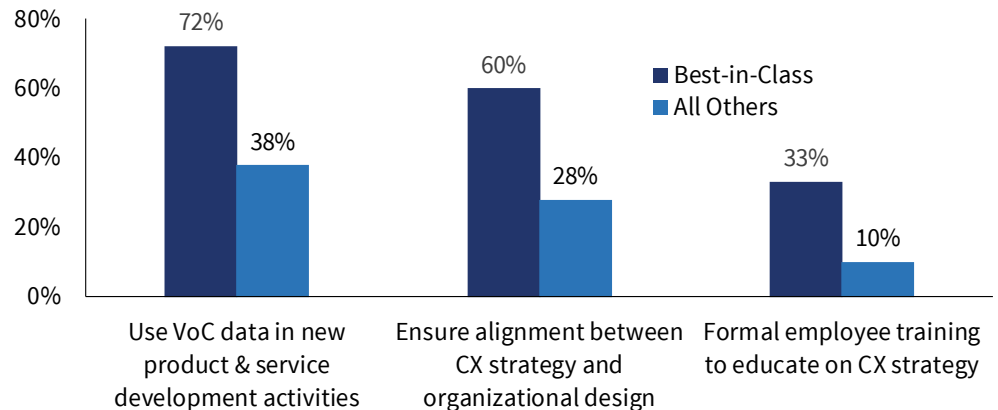 80%
72%
60%
60%
Best-in-Class
All Others
38%
40%
33%
28%
20%
10%
0%
Use VoC data in new
product & service
development activities
Ensure alignment between
CX strategy and
organizational design
Formal employee training
to educate on CX strategy